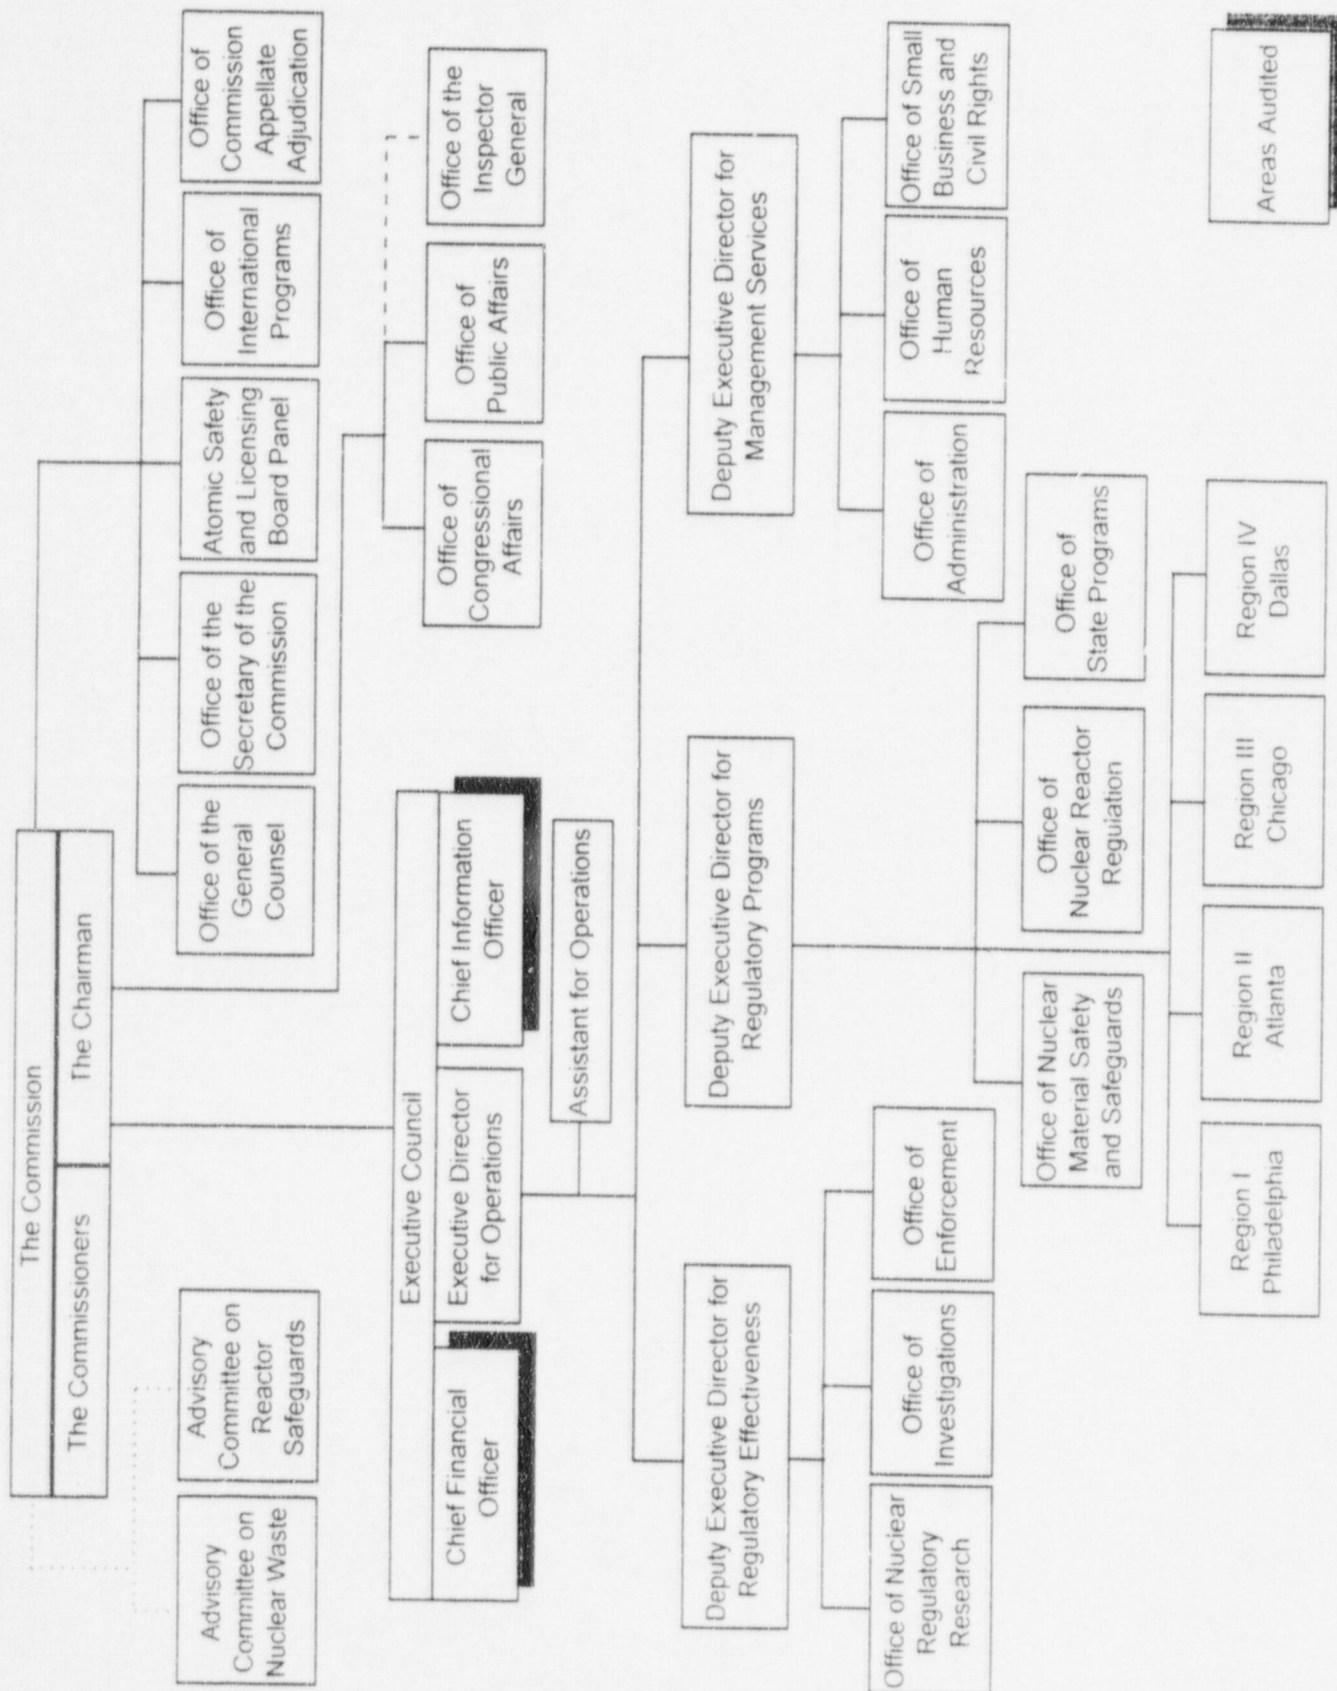 The Commission
The Commissioners
The Chairman
Advisory
Committee on
Nuclear Waste
Advisory
Committee on
Reactor
Safeguards
Office of the
General
Counsel
Office of the
Secretary of the
Commission
Atomic Safety
and Licensing
Board Panel
Office of
International
Programs
Office of
Commission
Appellate
Adjudication
Executive Council
Chief Financial
Officer
Executive Director
for Operations
Chief Information
Officer
Office of
Congressional
Affairs
Office of
Public Affairs
Office of the
Inspector
General
Assistant for Operations
Deputy Executive Director for
Regulatory Effectiveness
Deputy Executive Director for
Regulatory Programs
Deputy Executive Director for
Management Services
Office of Nuclear
Regulatory
Research
Office of
Investigations
Office of
Enforcement
Office of
Administration
Office of
Human
Resources
Office of Small
Business and
Civil Rights
Office of Nuclear
Material Safety
and Safeguards
Office of
Nuclear Reactor
Regulation
Office of
State Programs
Region I
Philadelphia
Region II
Atlanta
Region III
Chicago
Region IV
Dallas
Areas Audited